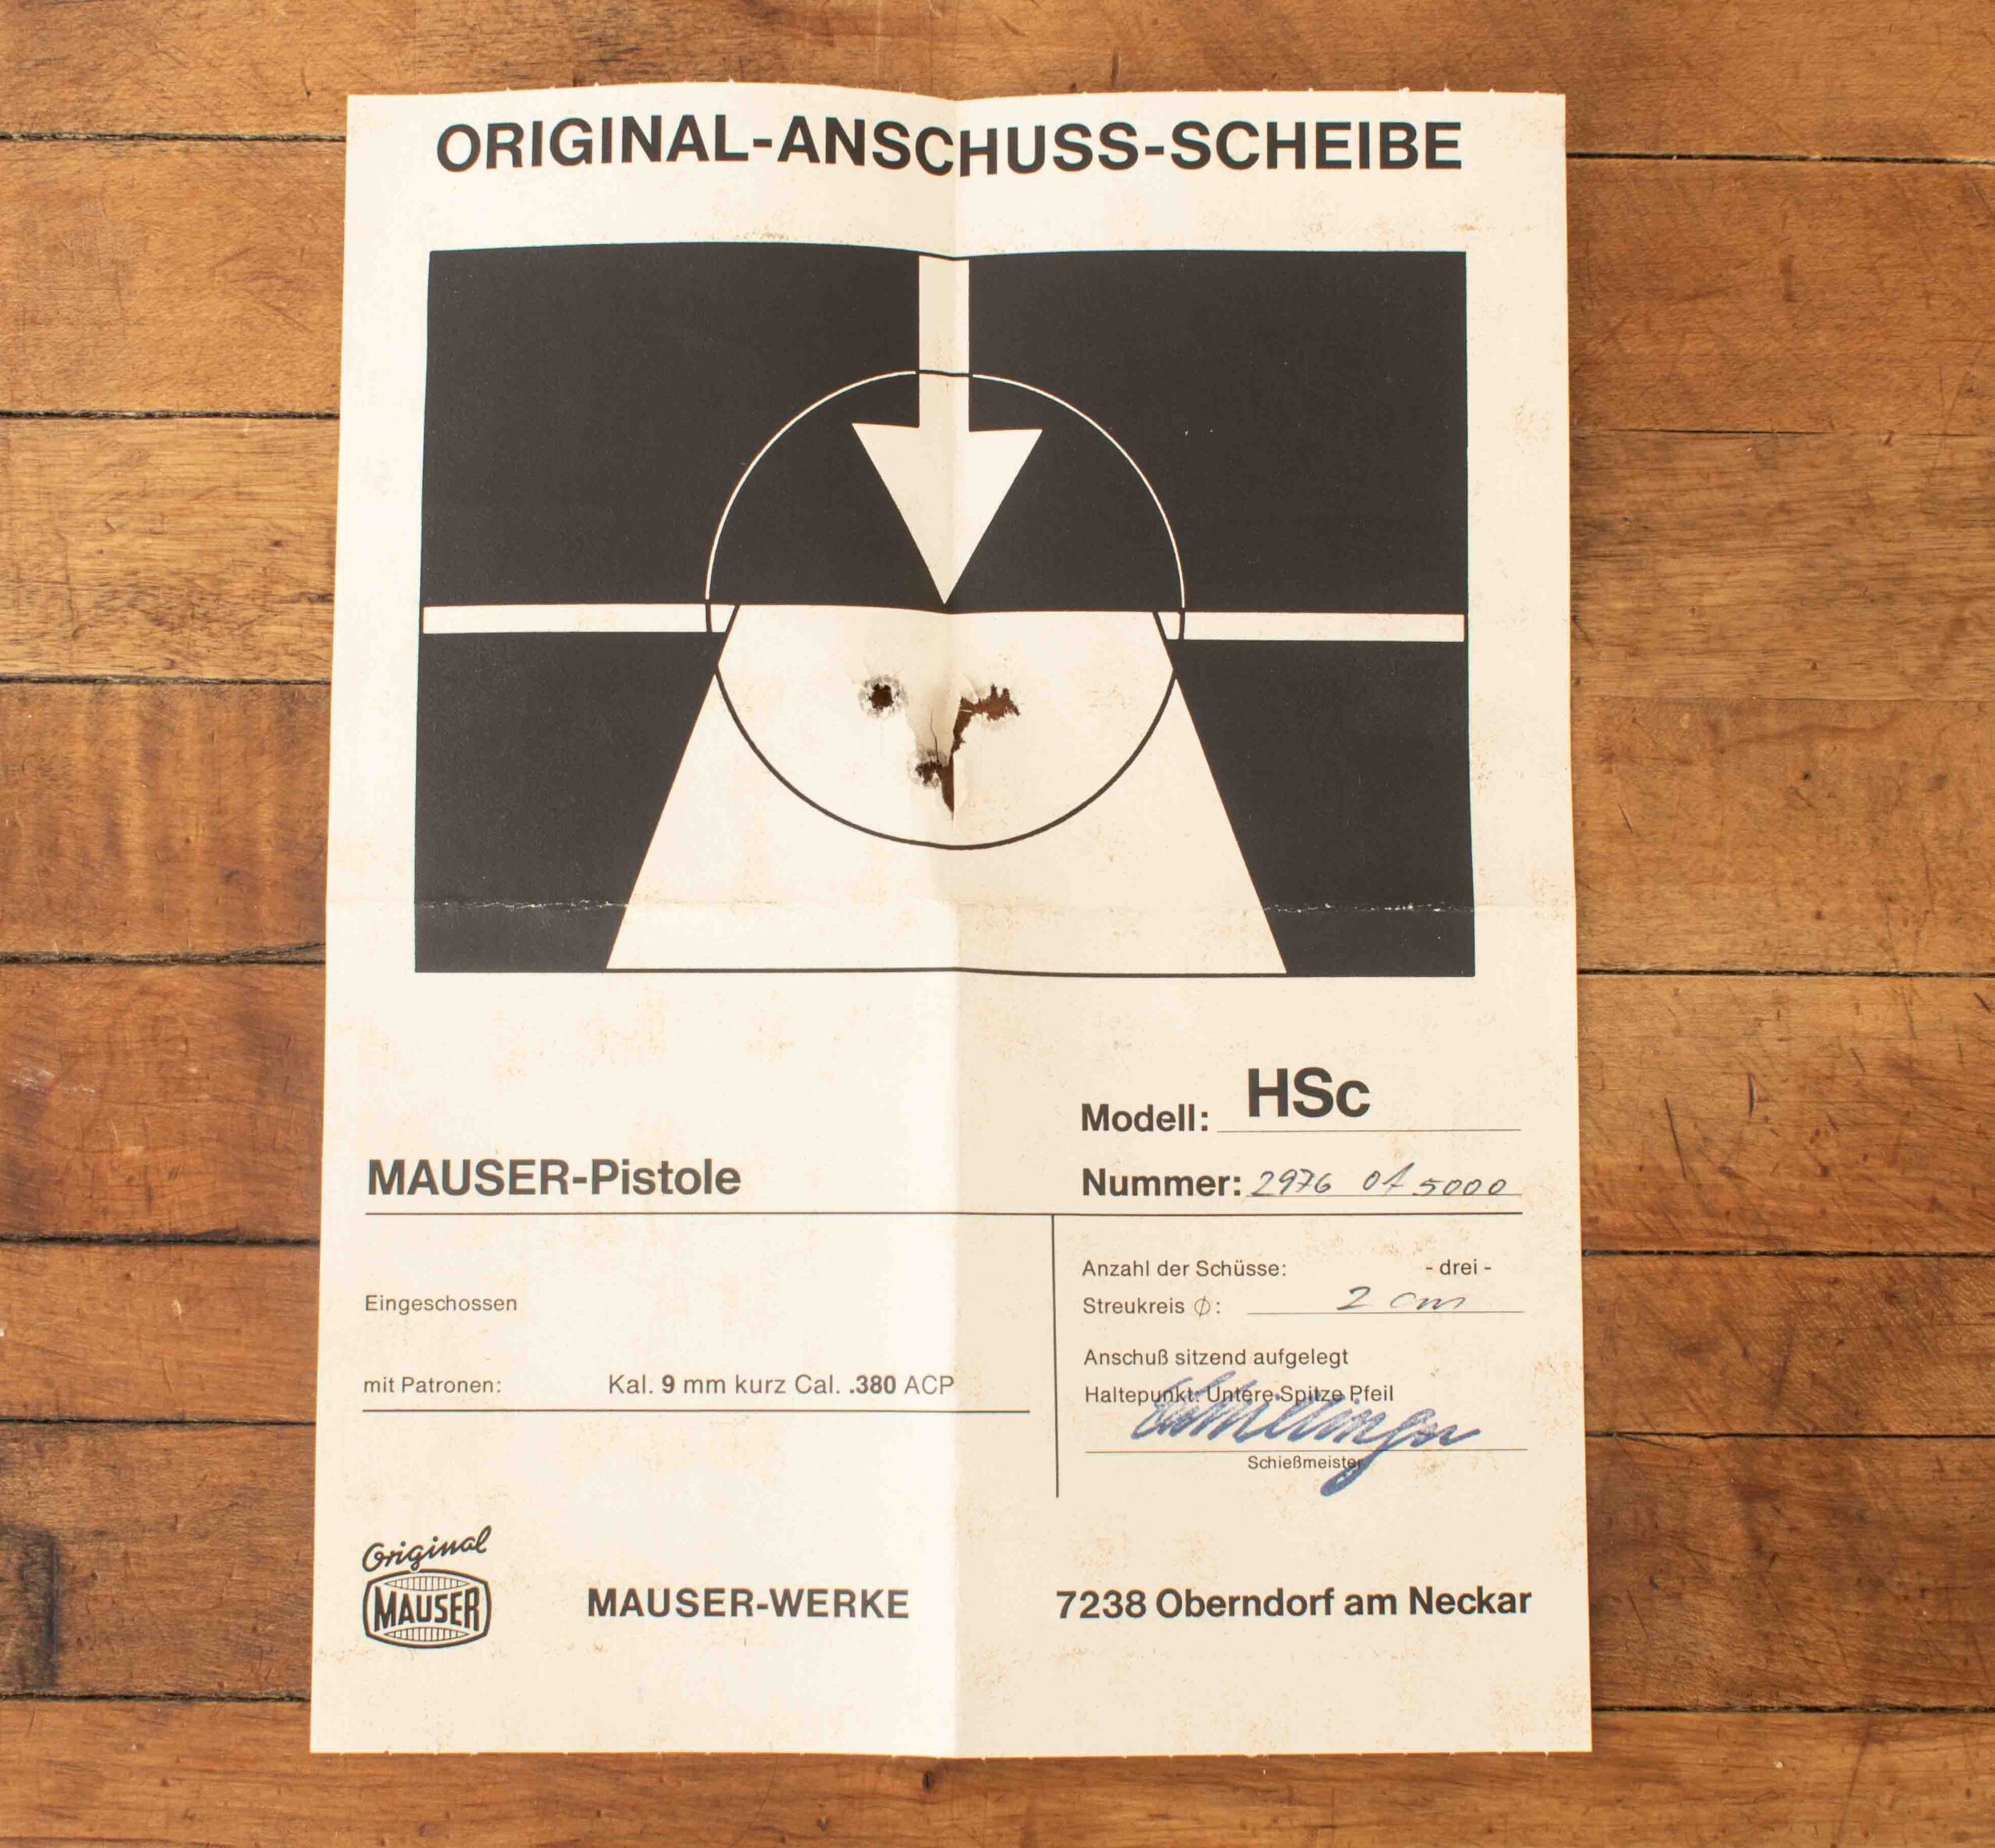 ORIGINAL-ANSCHUSS-SCHEIBE
Modell: HSc
MAUSER-Pistole
Nummer: 2976 of 5000
Anzahl der Schüsse: - drei -
Eingeschossen
Streukreis ∅: 2 cm
Anschuß sitzend aufgelegt
mit Patronen: Kal. 9 mm kurz Cal. .380 ACP
Haltepunkt: Untere Spitze Pfeil
Schießmeister
Original
MAUSER
MAUSER-WERKE
7238 Oberndorf am Neckar